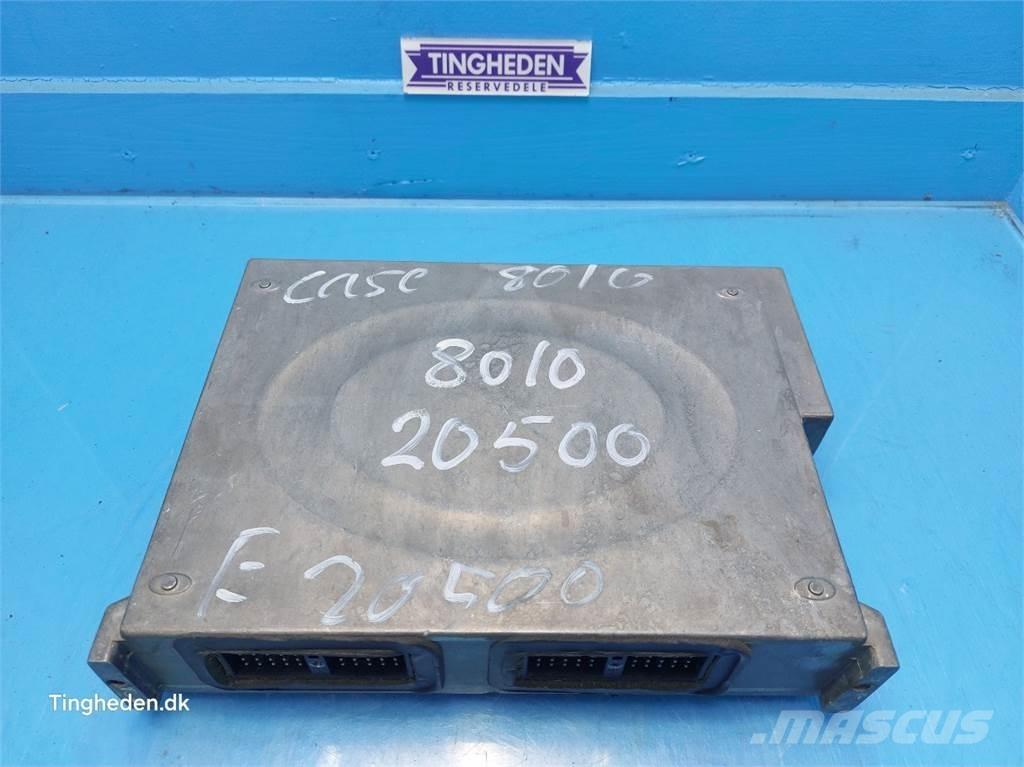 TINGHEDEN
RESERVEDELE
CASE 8010
8010
20500
E 20500
Tingheden.dk
MASCUS